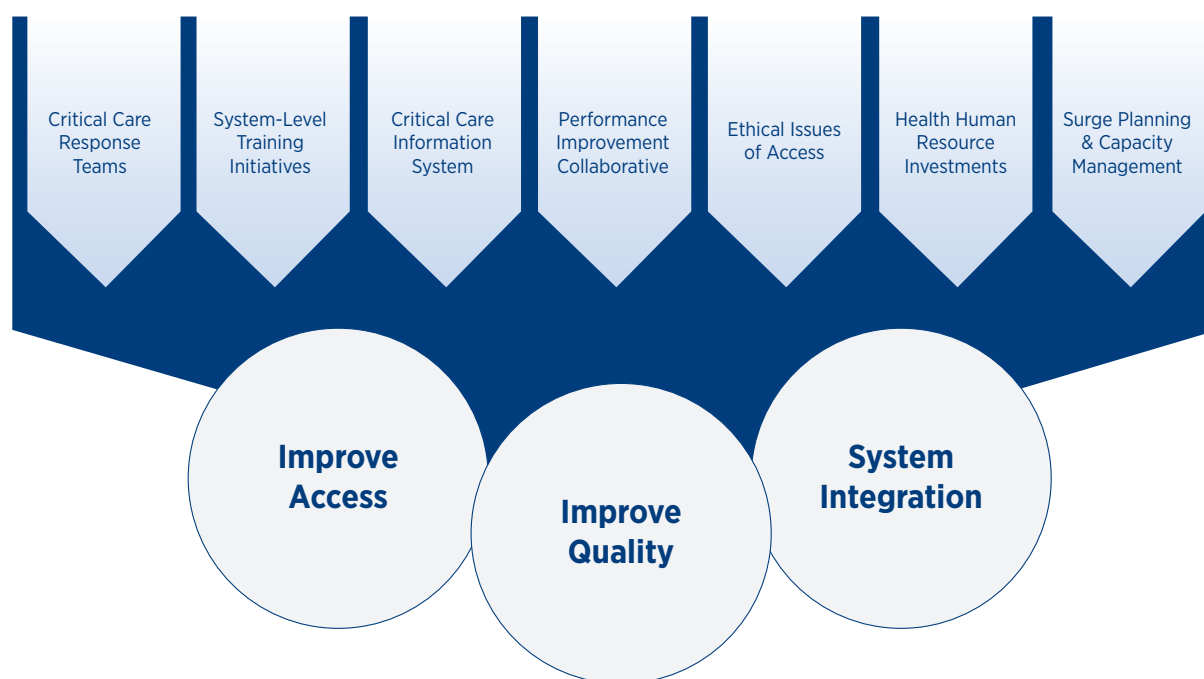 Critical Care
Response
Teams
System-Level
Training
Initiatives
Critical Care
Information
System
Performance
Improvement
Collaborative
Ethical Issues
of Access
Health Human
Resource
Investments
Surge Planning
& Capacity
Management
Improve
Access
Improve
Quality
System
Integration